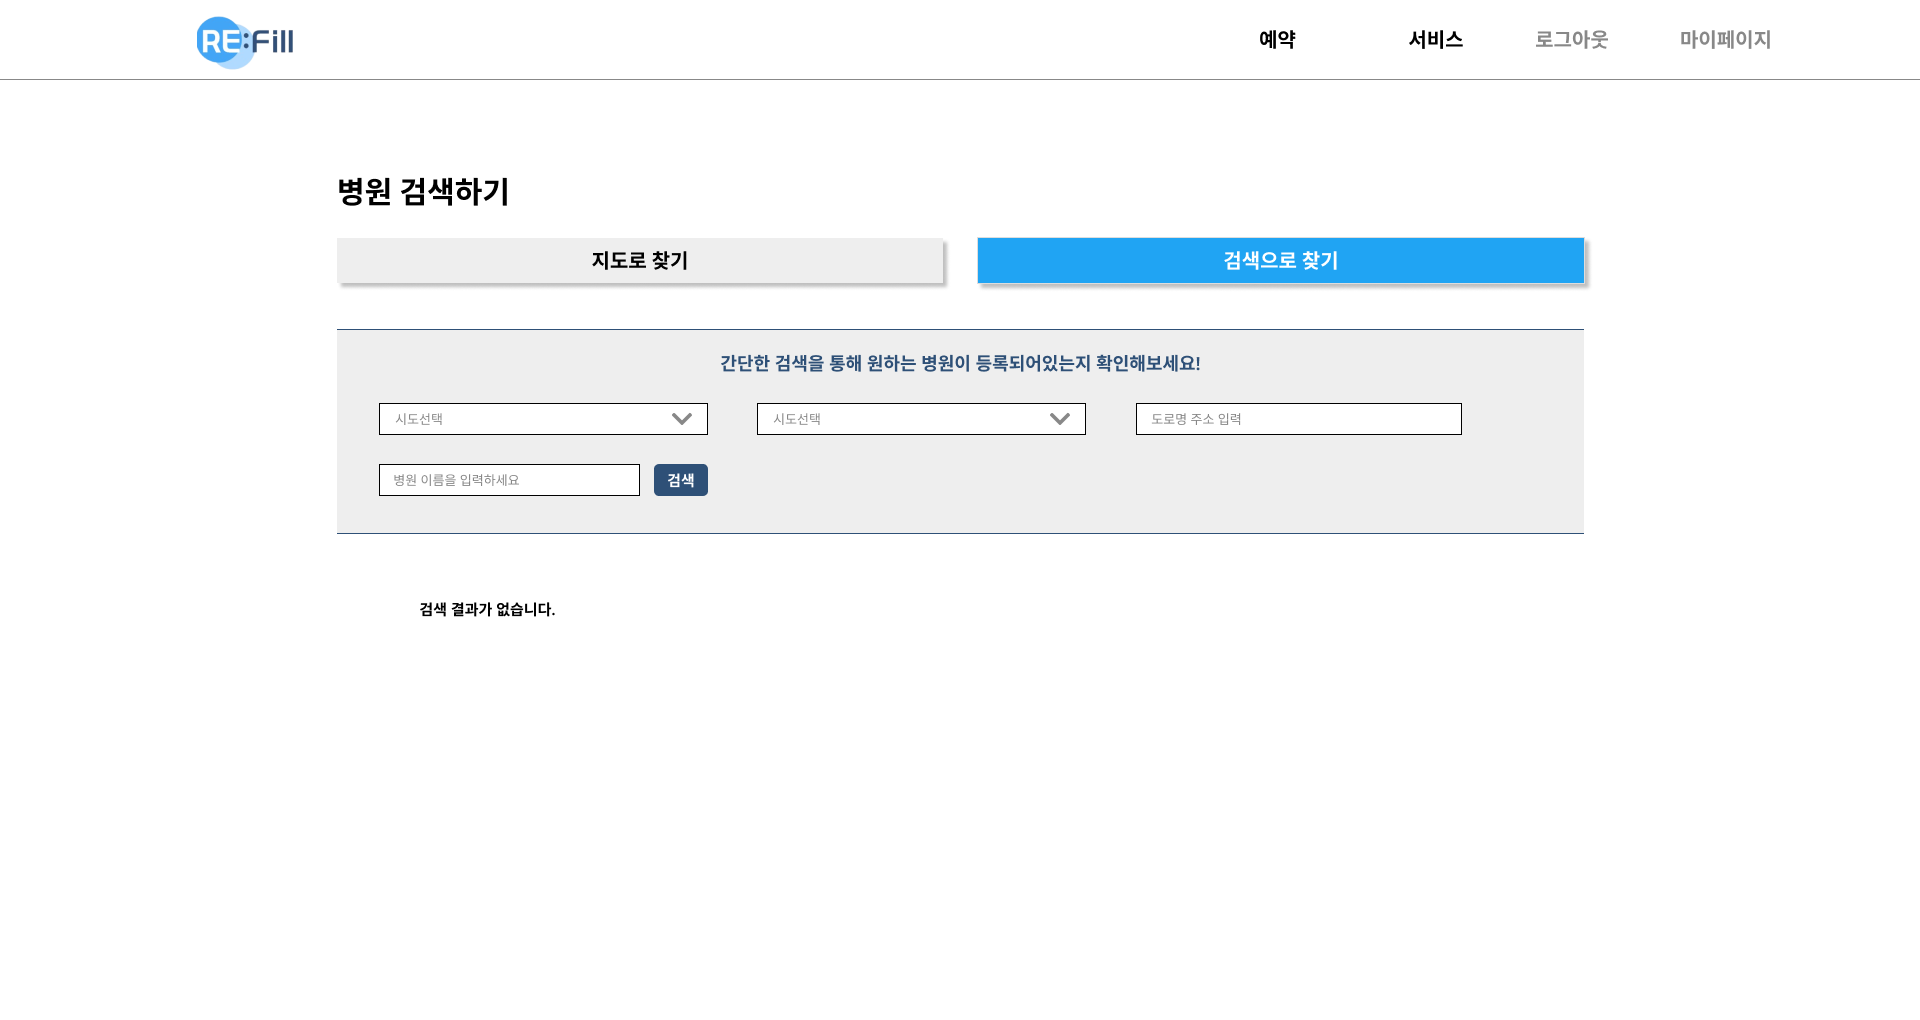 RE:Fill
예약 서비스 로그아웃 마이페이지
병원 검색하기
지도로 찾기 검색으로 찾기
간단한 검색을 통해 원하는 병원이 등록되어있는지 확인해보세요!
시도선택 시도선택 도로명 주소 입력
병원 이름을 입력하세요 검색
검색 결과가 없습니다.